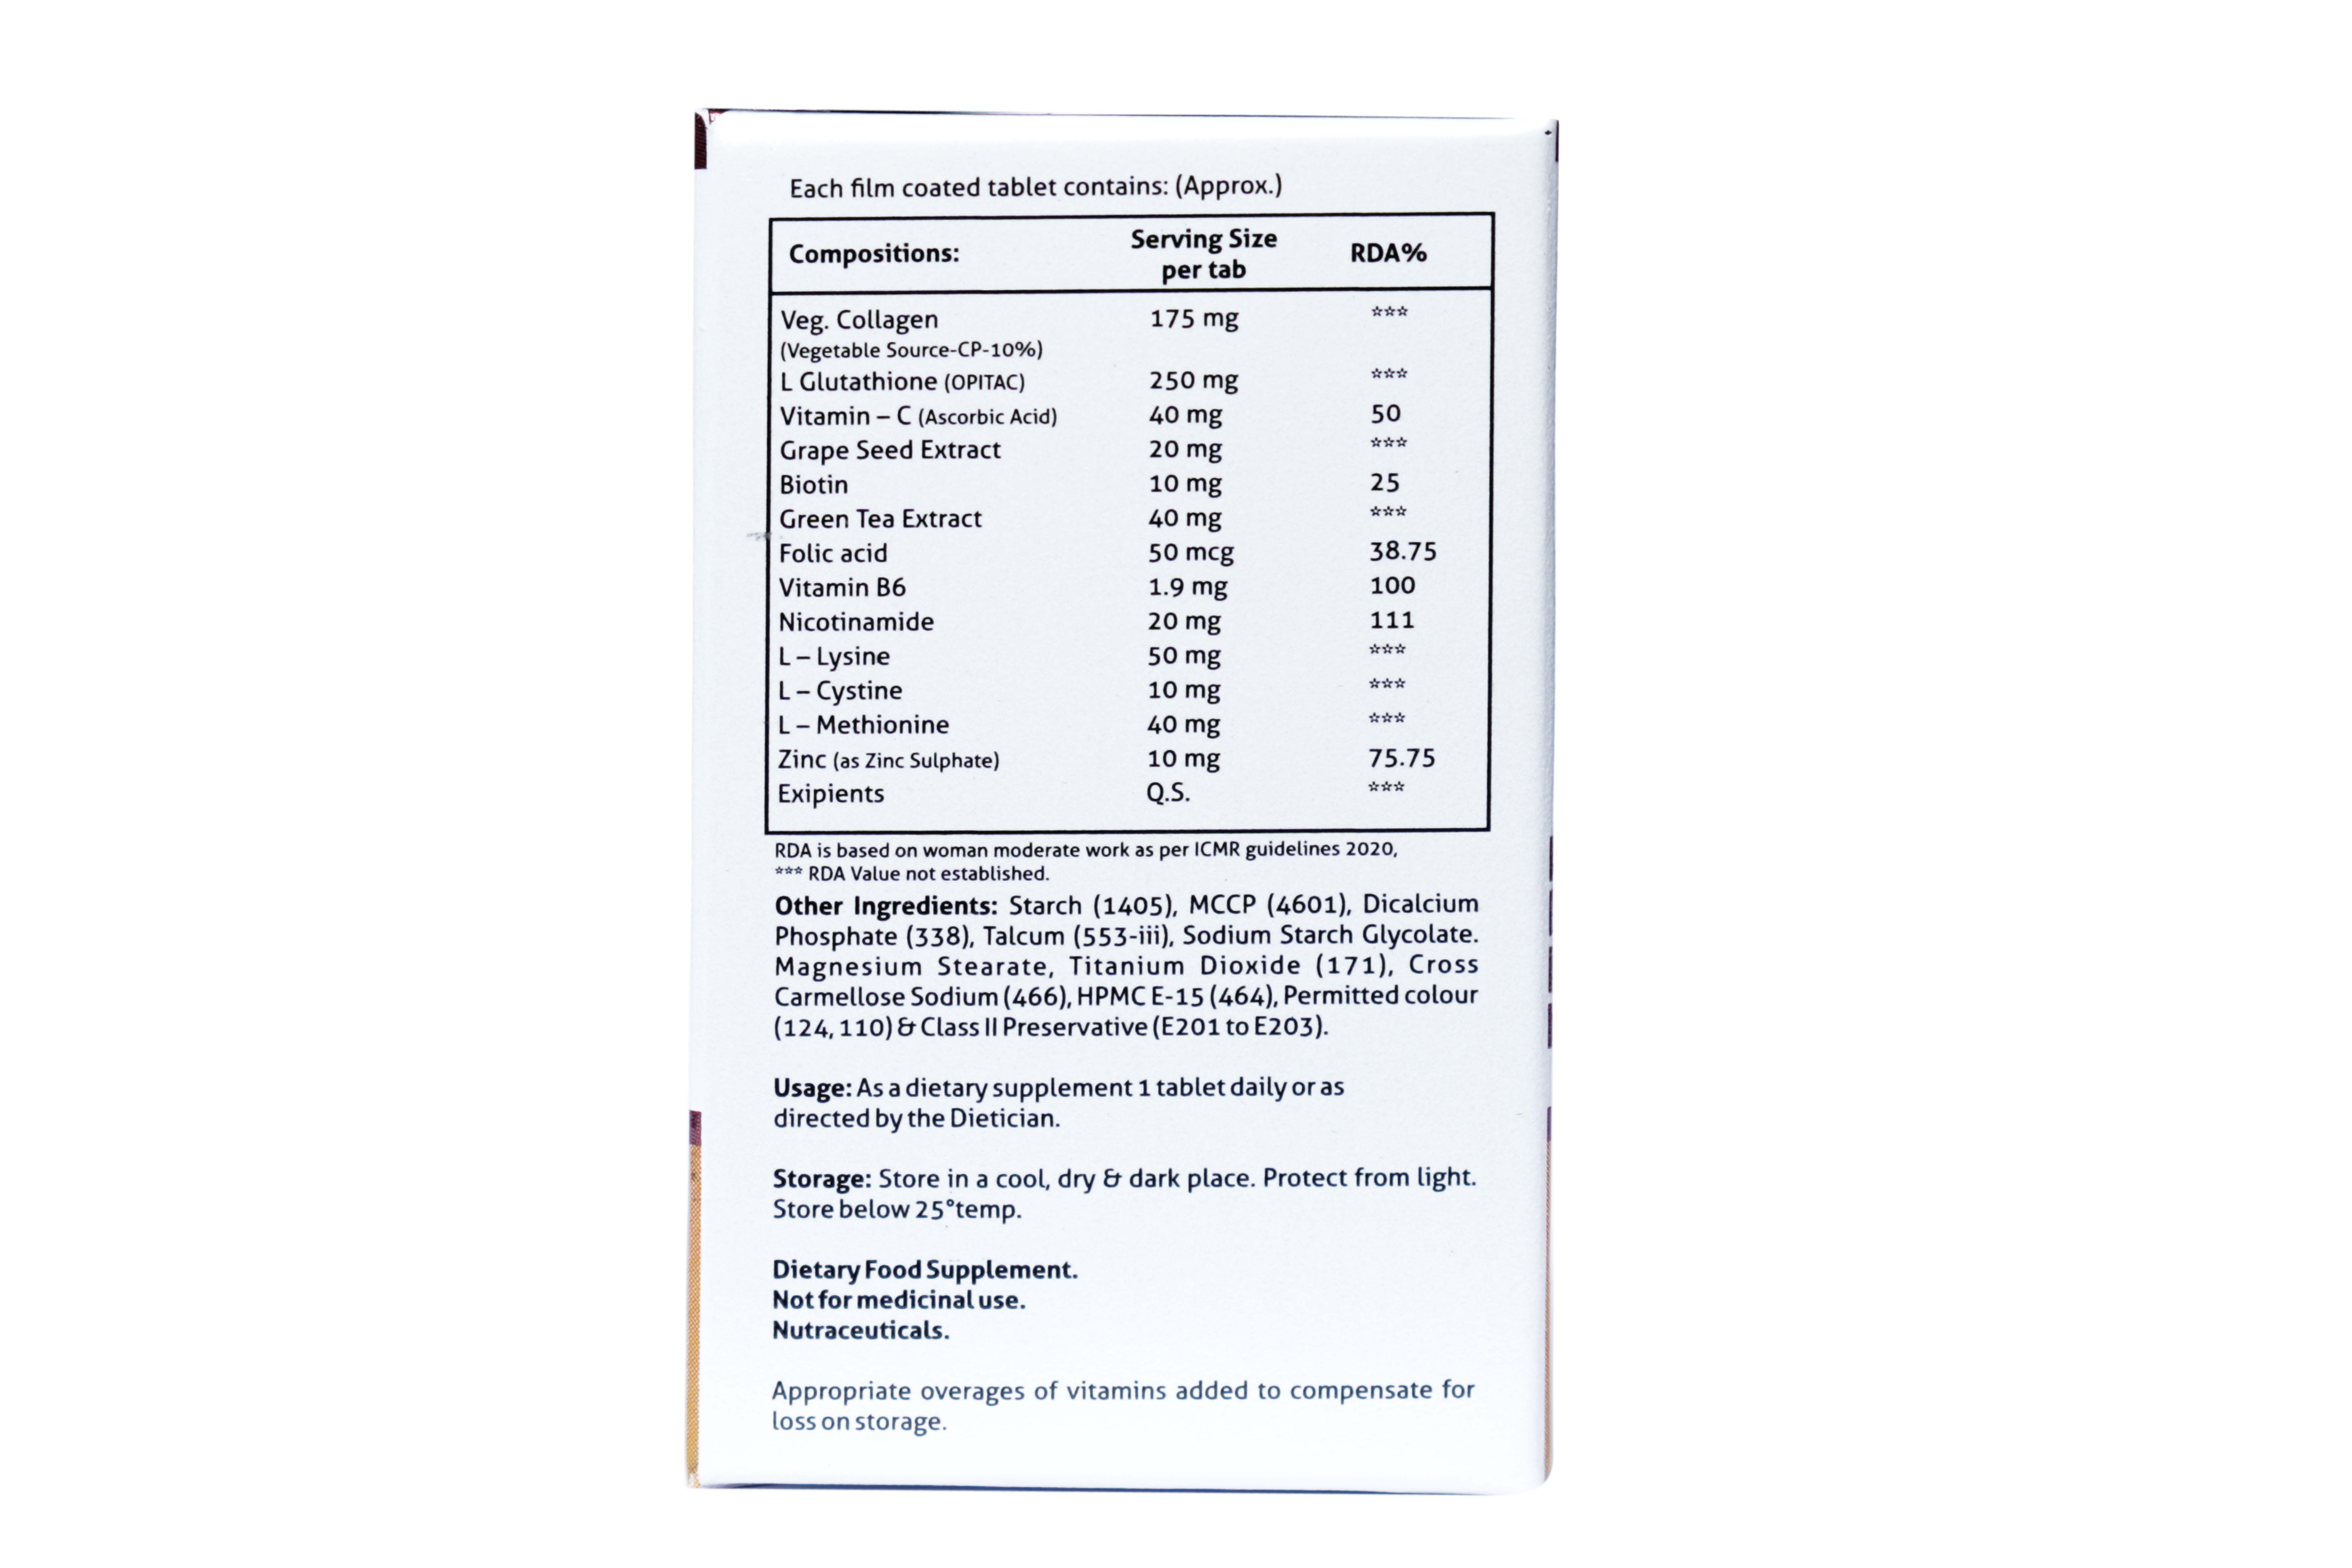 Each film coated tablet contains: (Approx.)
Compositions: Serving Size per tab RDA%
Veg. Collagen 175 mg ☆☆☆
(Vegetable Source-CP-10%)
L Glutathione (OPITAC) 250 mg ☆☆☆
Vitamin – C (Ascorbic Acid) 40 mg 50
Grape Seed Extract 20 mg ☆☆☆
Biotin 10 mg 25
Green Tea Extract 40 mg ☆☆☆
Folic acid 50 mcg 38.75
Vitamin B6 1.9 mg 100
Nicotinamide 20 mg 111
L – Lysine 50 mg ☆☆☆
L – Cystine 10 mg ☆☆☆
L – Methionine 40 mg ☆☆☆
Zinc (as Zinc Sulphate) 10 mg 75.75
Exipients Q.S. ☆☆☆
RDA is based on woman moderate work as per ICMR guidelines 2020,
☆☆☆ RDA Value not established.
Other Ingredients: Starch (1405), MCCP (4601), Dicalcium
Phosphate (338), Talcum (553-iii), Sodium Starch Glycolate.
Magnesium Stearate, Titanium Dioxide (171), Cross
Carmellose Sodium (466), HPMC E-15 (464), Permitted colour
(124, 110) & Class II Preservative (E201 to E203).
Usage: As a dietary supplement 1 tablet daily or as
directed by the Dietician.
Storage: Store in a cool, dry & dark place. Protect from light.
Store below 25°temp.
Dietary Food Supplement.
Not for medicinal use.
Nutraceuticals.
Appropriate overages of vitamins added to compensate for
loss on storage.